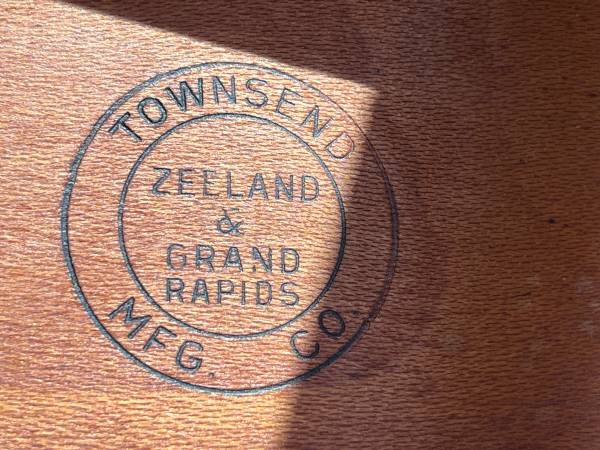 TOWNSEND
ZEELAND
&
GRAND
RAPIDS
MFG. CO.